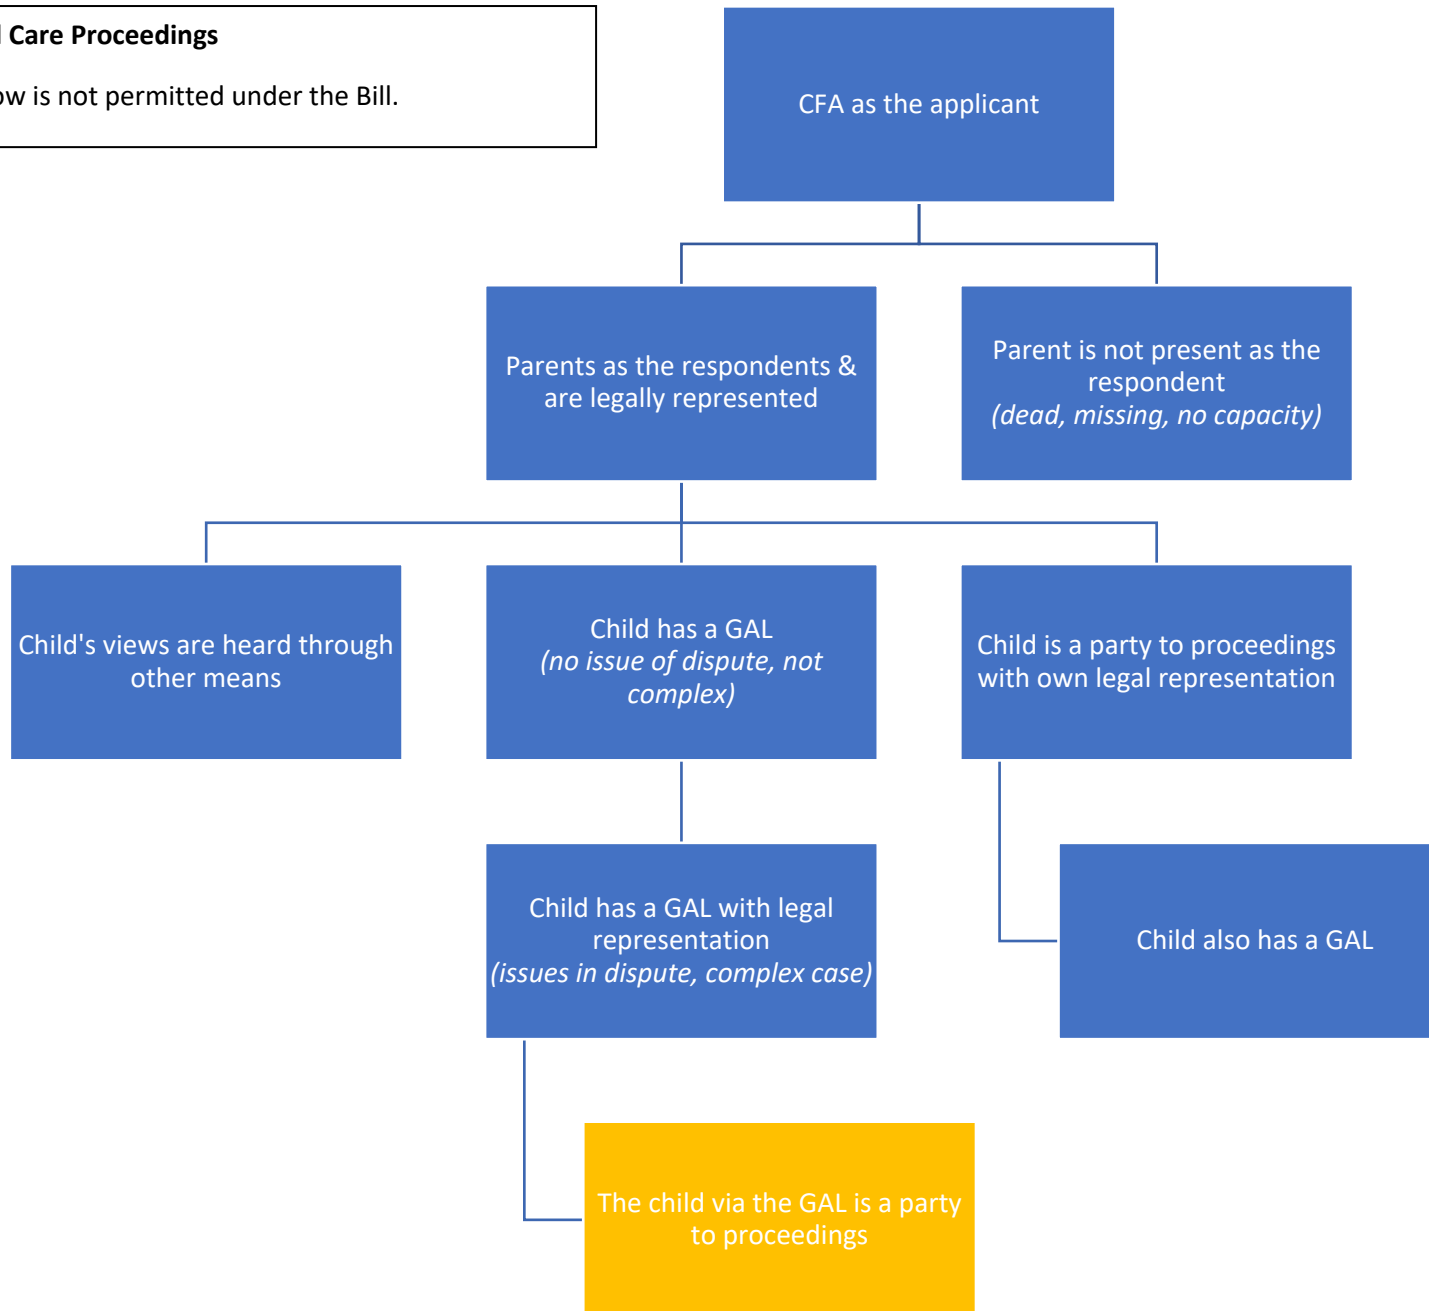 Care Proceedings
is not permitted under the Bill.
CFA as the applicant
Parents as the respondents &
are legally represented
Parent is not present as the
respondent
(dead, missing, no capacity)
Child's views are heard through
other means
Child has a GAL
(no issue of dispute, not
complex)
Child is a party to proceedings
with own legal representation
Child has a GAL with legal
representation
(issues in dispute, complex case)
Child also has a GAL
The child via the GAL is a party
to proceedings